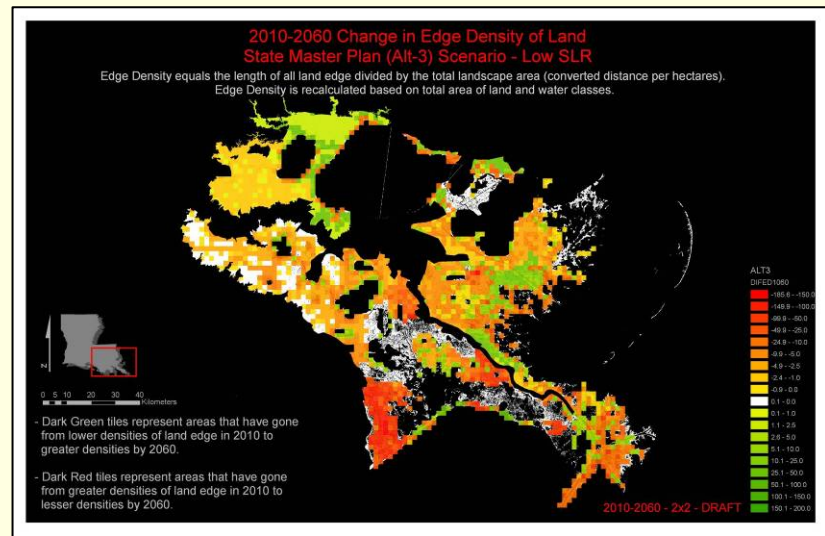 2010-2060 Change in Edge Density of Land
State Master Plan (Alt-3) Scenario - Low SLR
Edge Density equals the length of all land edge divided by the total landscape area (converted distance per hectares).
Edge Density is recalculated based on total area of land and water classes.
ALT3
DIFED1060
-185.6 - -150.0
-149.9 - -100.0
-99.9 - -50.0
-49.9 - -25.0
-24.9 - -10.0
-9.9 - -5.0
-4.9 - -2.5
-2.4 - -1.0
-0.9 - 0.0
0.1 - 0.0
0.1 - 1.0
1.1 - 2.5
2.6 - 5.0
5.1 - 10.0
10.1 - 25.0
25.1 - 50.0
50.1 - 100.0
100.1 - 150.0
150.1 - 200.0
N
0 5 10 20 30 40
Kilometers
- Dark Green tiles represent areas that have gone
from lower densities of land edge in 2010 to
greater densities by 2060.
- Dark Red tiles represent areas that have gone
from greater densities of land edge in 2010 to
lesser densities by 2060.
2010-2060 - 2x2 - DRAFT